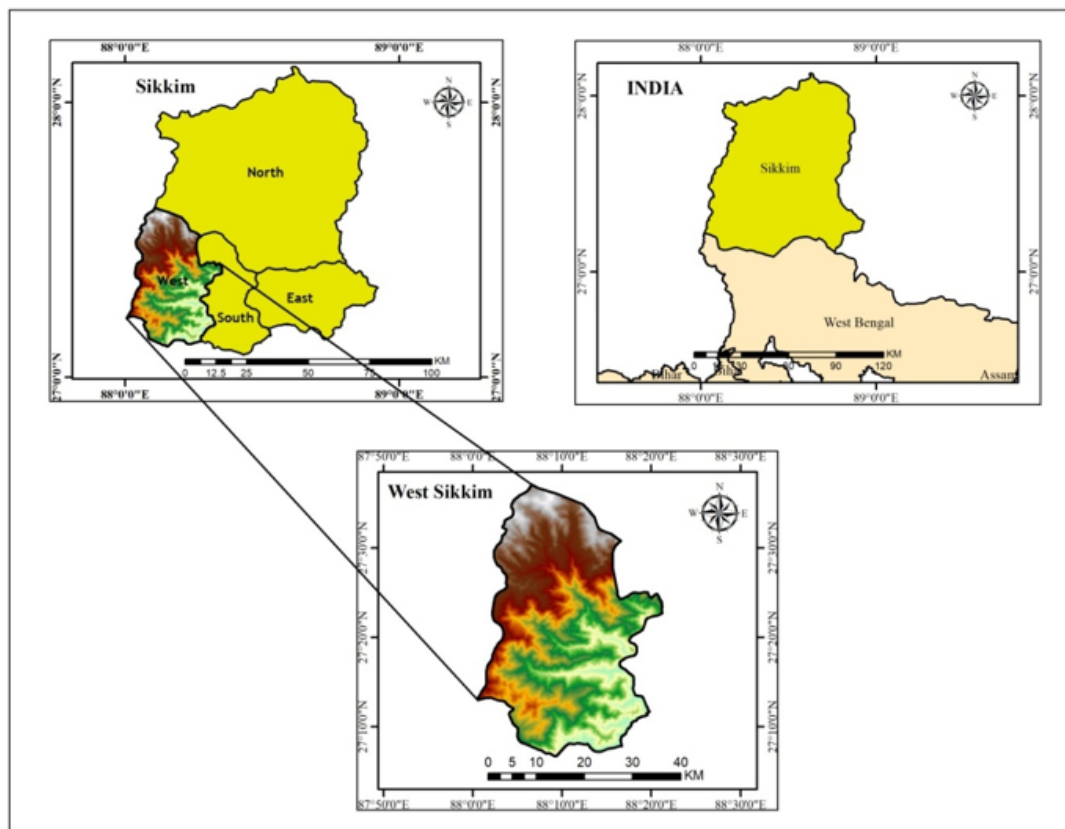 88°0'0"E 89°0'0"E
Sikkim
N
W E
S
28°0'0"N
28°0'0"N
North
West
East
South
27°0'0"N
27°0'0"N
KM
0 12.5 25 50 75 100
88°0'0"E 89°0'0"E
88°0'0"E 89°0'0"E
INDIA
N
W E
S
28°0'0"N
28°0'0"N
Sikkim
27°0'0"N
27°0'0"N
West Bengal
KM
0 30 60 90 120
Bihar
Assam
88°0'0"E 89°0'0"E
87°50'0"E 88°0'0"E 88°10'0"E 88°20'0"E 88°30'0"E
West Sikkim
N
W E
S
27°30'0"N
27°30'0"N
27°20'0"N
27°20'0"N
27°10'0"N
27°10'0"N
0 5 10 20 30 40
KM
87°50'0"E 88°0'0"E 88°10'0"E 88°20'0"E 88°30'0"E